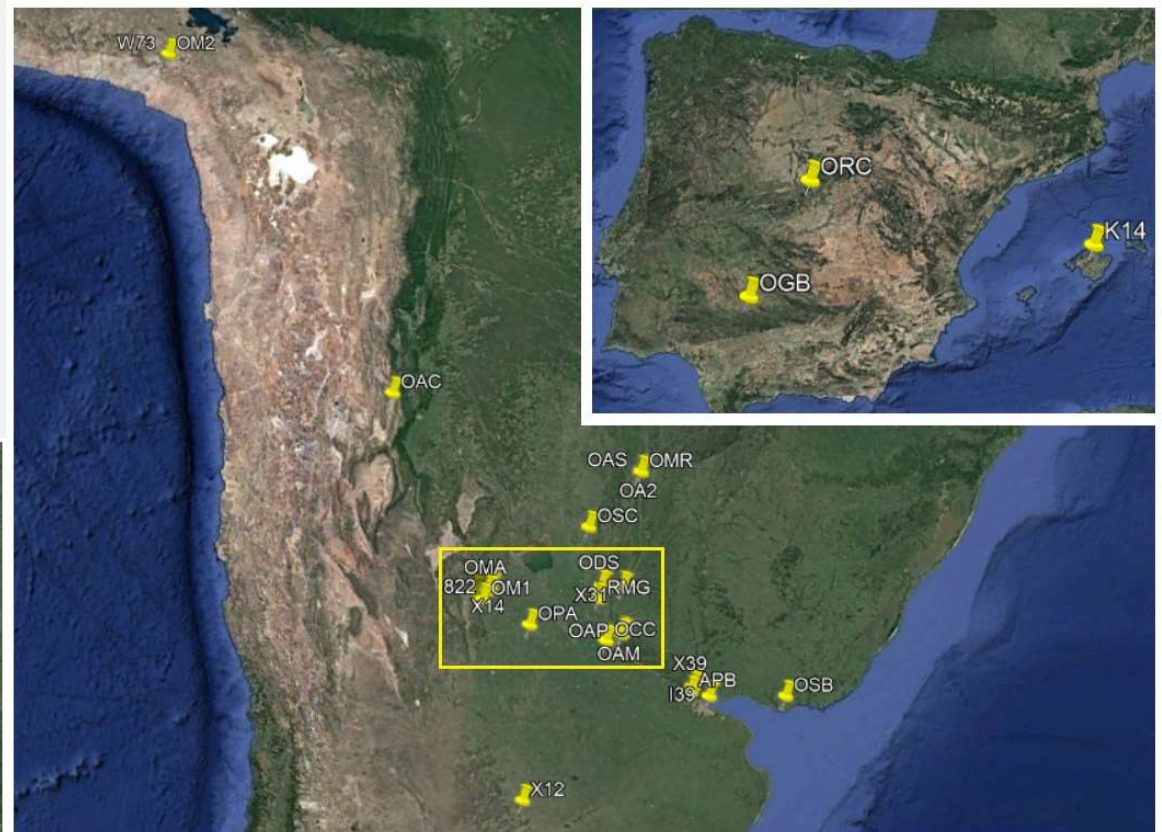 W73 OM2
ORC
K14
OGB
OAC
OAS OMR
OA2
OSC
OMA
ODS
822 OM1
X31 RMG
X14
OPA
OAP OCC
OAM
X39
APB
I39
OSB
X12